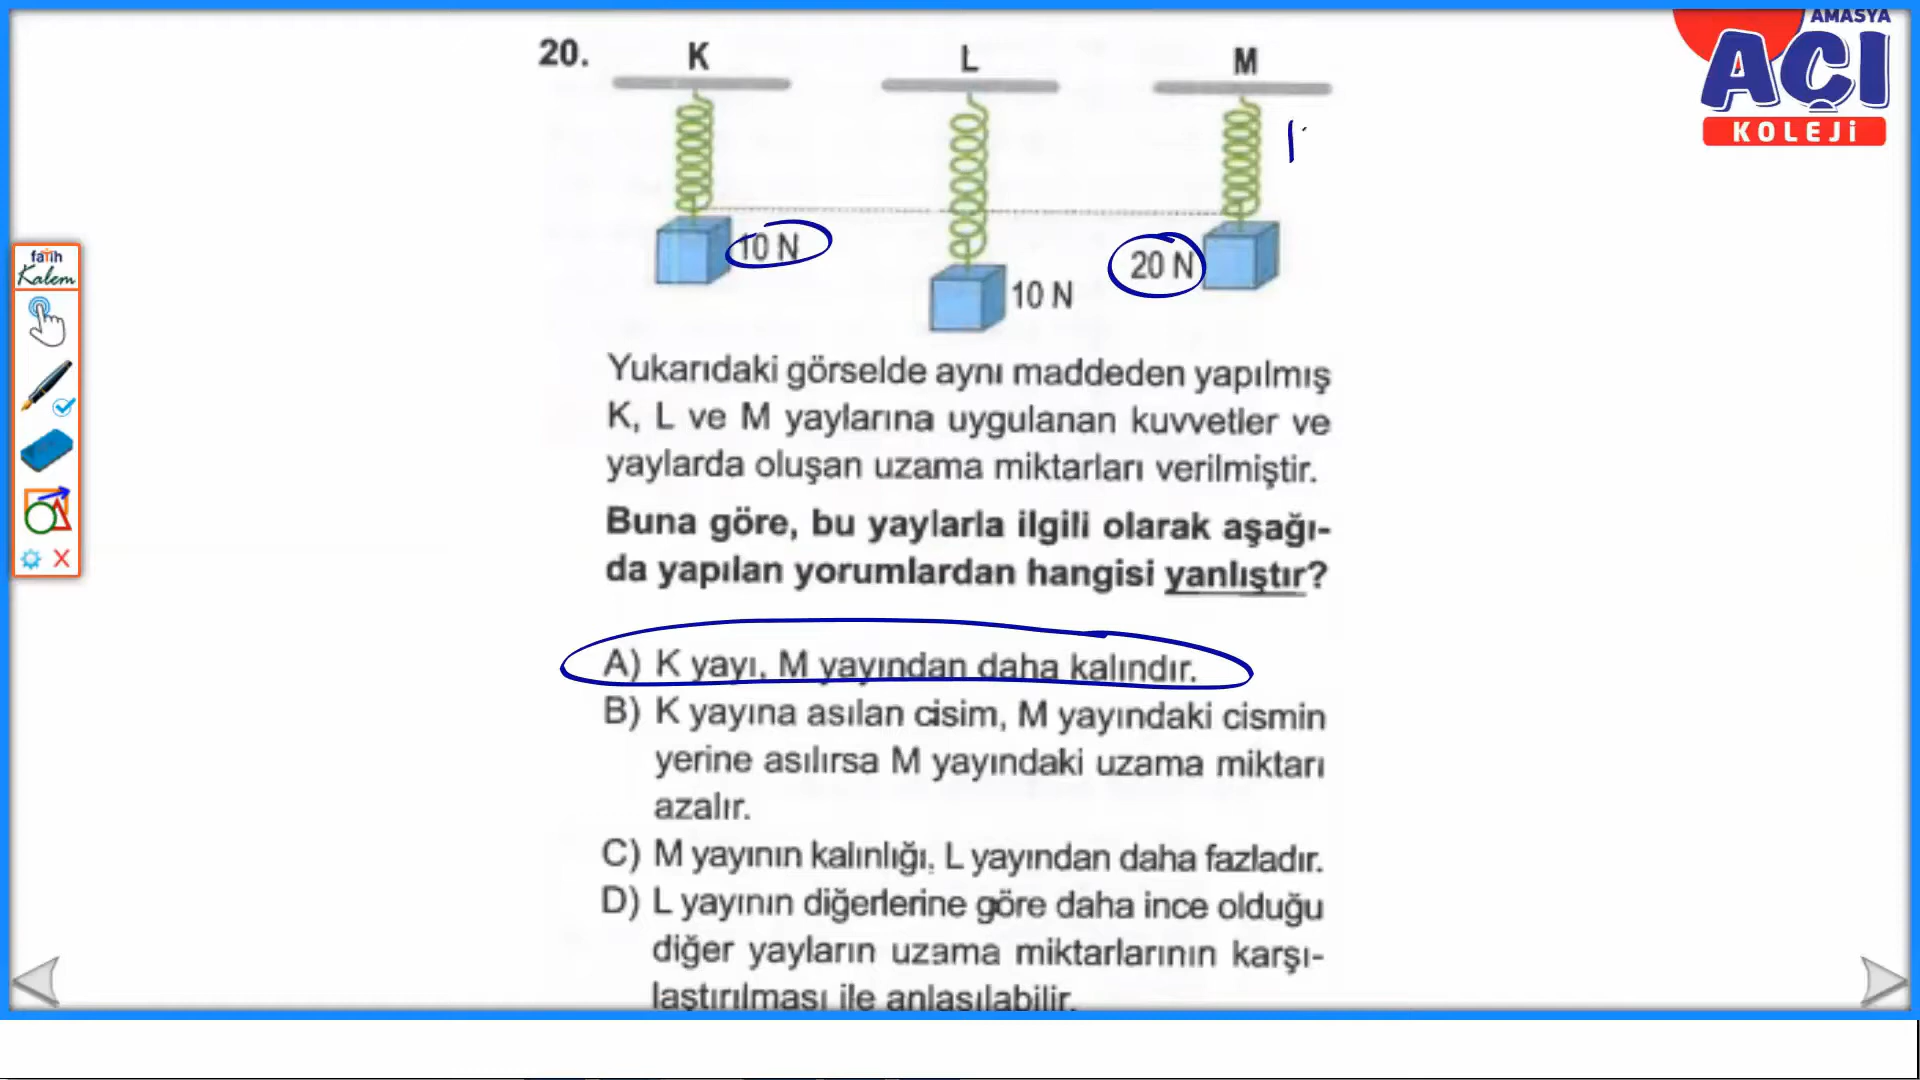 AMASYA
AÇI
KOLEJİ
fatih
Kalem
20.
K
L
M
10 N
10 N
20 N
Yukarıdaki görselde aynı maddeden yapılmış
K, L ve M yaylarına uygulanan kuvvetler ve
yaylarda oluşan uzama miktarları verilmiştir.
Buna göre, bu yaylarla ilgili olarak aşağı-
da yapılan yorumlardan hangisi yanlıştır?
A) K yayı, M yayından daha kalındır.
B) K yayına asılan cisim, M yayındaki cismin
yerine asılırsa M yayındaki uzama miktarı
azalır.
C) M yayının kalınlığı, L yayından daha fazladır.
D) L yayının diğerlerine göre daha ince olduğu
diğer yayların uzama miktarlarının karşı-
laştırılması ile anlaşılabilir.